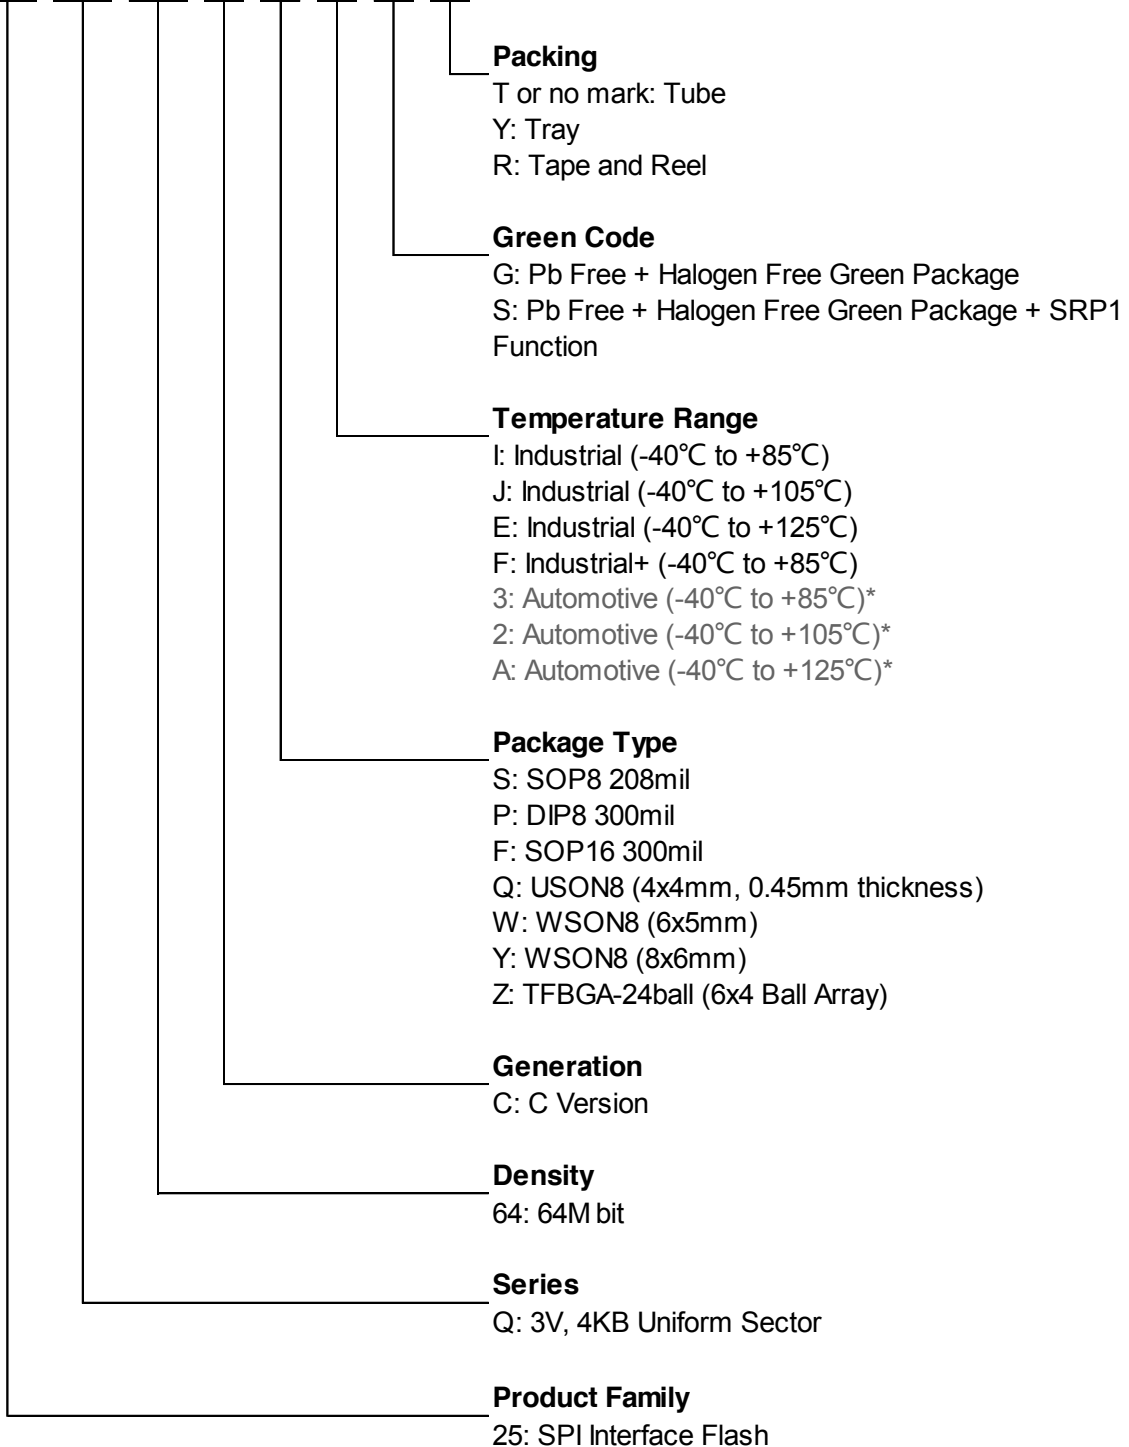 Packing
T or no mark: Tube
Y: Tray
R: Tape and Reel
Green Code
G: Pb Free + Halogen Free Green Package
S: Pb Free + Halogen Free Green Package + SRP1
Function
Temperature Range
I: Industrial (-40℃ to +85℃)
J: Industrial (-40℃ to +105℃)
E: Industrial (-40℃ to +125℃)
F: Industrial+ (-40℃ to +85℃)
3: Automotive (-40℃ to +85℃)*
2: Automotive (-40℃ to +105℃)*
A: Automotive (-40℃ to +125℃)*
Package Type
S: SOP8 208mil
P: DIP8 300mil
F: SOP16 300mil
Q: USON8 (4x4mm, 0.45mm thickness)
W: WSON8 (6x5mm)
Y: WSON8 (8x6mm)
Z: TFBGA-24ball (6x4 Ball Array)
Generation
C: C Version
Density
64: 64M bit
Series
Q: 3V, 4KB Uniform Sector
Product Family
25: SPI Interface Flash